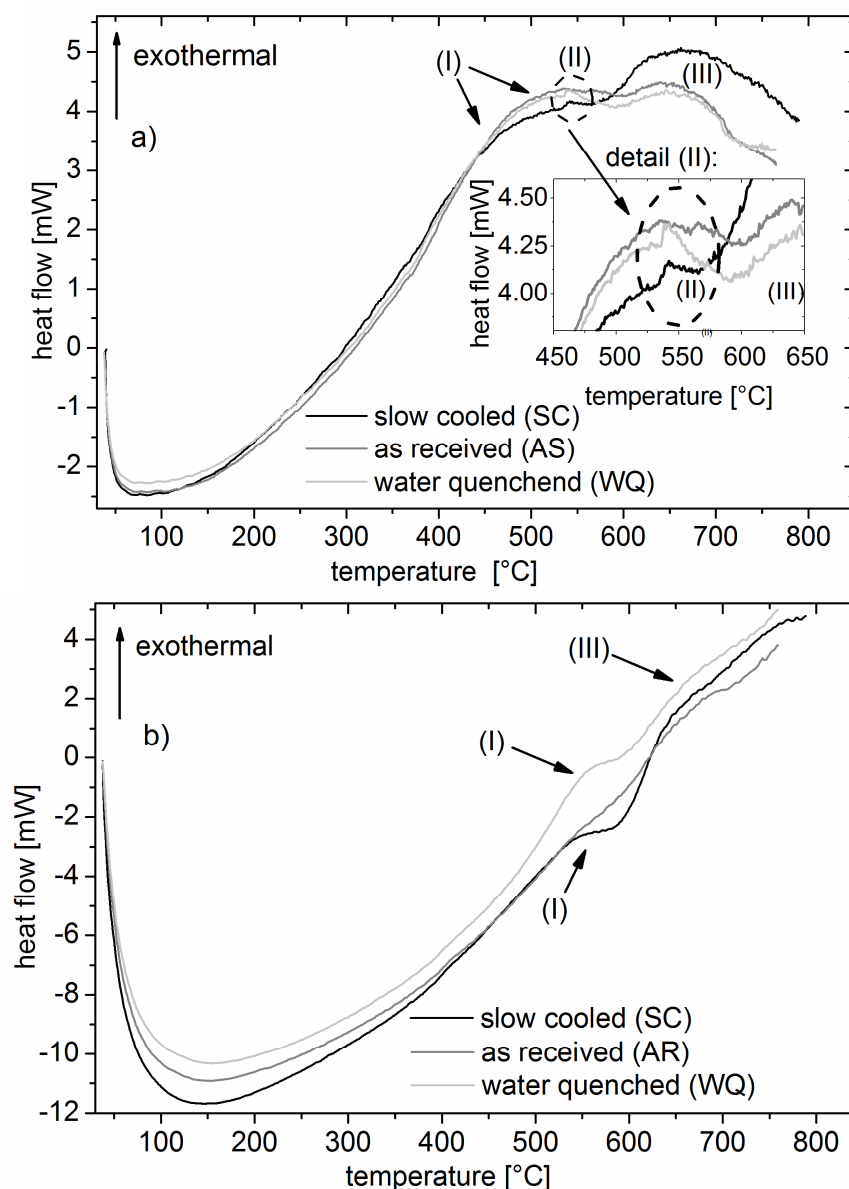 exothermal
a)
(I)
(II)
(III)
5
4
3
2
1
0
-1
-2
heat flow [mW]
detail (II):
4.50
4.25
4.00
heat flow [mW]
(II)
(III)
450 500 550 600 650
temperature [°C]
slow cooled (SC)
as received (AS)
water quenchend (WQ)
100 200 300 400 500 600 700 800
temperature [°C]
exothermal
b)
(III)
(I)
(I)
4
2
0
-2
-4
-6
-8
-10
-12
heat flow [mW]
slow cooled (SC)
as received (AR)
water quenched (WQ)
100 200 300 400 500 600 700 800
temperature [°C]